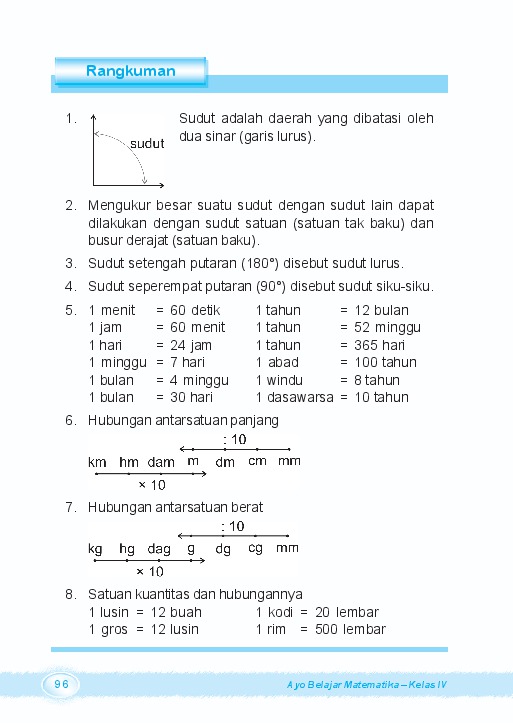 Rangkuman
1.
sudut
Sudut adalah daerah yang dibatasi oleh
dua sinar (garis lurus).
2. Mengukur besar suatu sudut dengan sudut lain dapat
dilakukan dengan sudut satuan (satuan tak baku) dan
busur derajat (satuan baku).
3. Sudut setengah putaran (180°) disebut sudut lurus.
4. Sudut seperempat putaran (90°) disebut sudut siku-siku.
5. 1 menit = 60 detik 1 tahun = 12 bulan
1 jam = 60 menit 1 tahun = 52 minggu
1 hari = 24 jam 1 tahun = 365 hari
1 minggu = 7 hari 1 abad = 100 tahun
1 bulan = 4 minggu 1 windu = 8 tahun
1 bulan = 30 hari 1 dasawarsa = 10 tahun
6. Hubungan antarsatuan panjang
: 10
km hm dam m dm cm mm
× 10
7. Hubungan antarsatuan berat
: 10
kg hg dag g dg cg mm
× 10
8. Satuan kuantitas dan hubungannya
1 lusin = 12 buah 1 kodi = 20 lembar
1 gros = 12 lusin 1 rim = 500 lembar
96 Ayo Belajar Matematika – Kelas IV